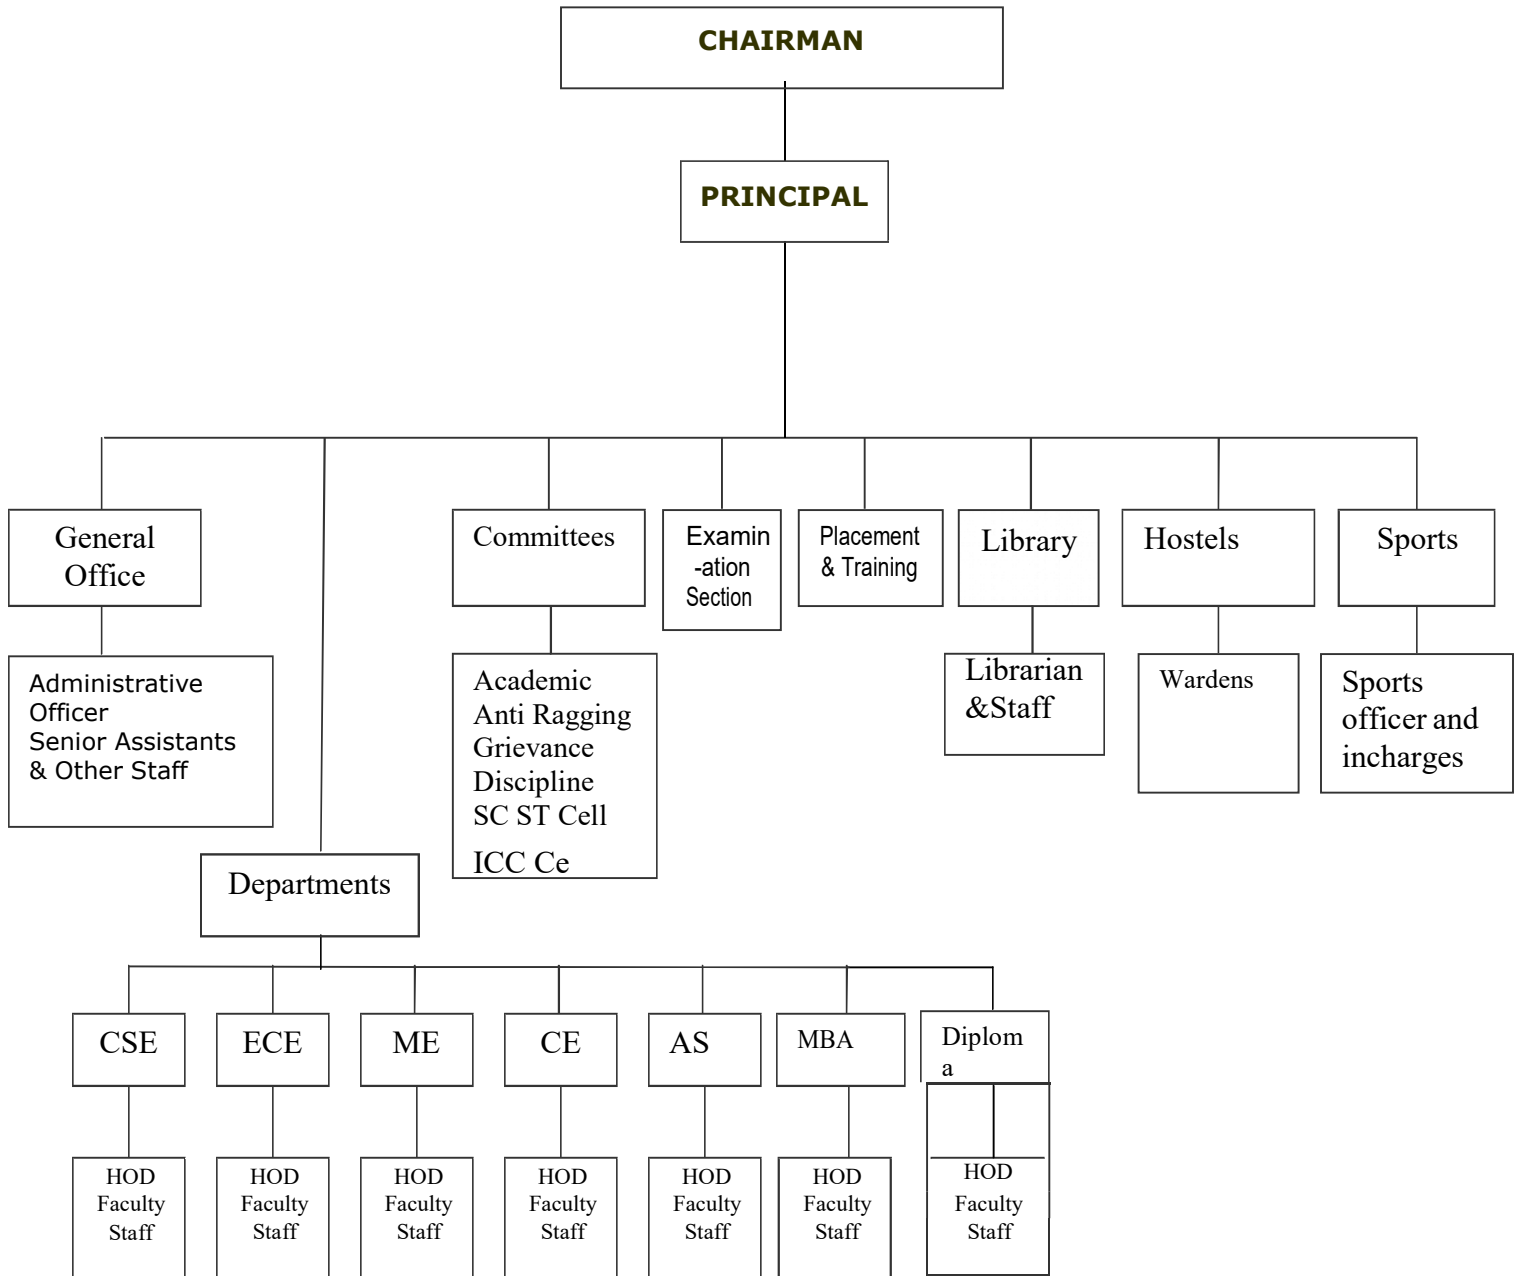 CHAIRMAN
PRINCIPAL
General
Office
Committees
Examin
-ation
Section
Placement
& Training
Library
Hostels
Sports
Administrative
Officer
Senior Assistants
& Other Staff
Academic
Anti Ragging
Grievance
Discipline
SC ST Cell
ICC Ce
Librarian
&Staff
Wardens
Sports
officer and
incharges
Departments
CSE
ECE
ME
CE
AS
MBA
Diplom
a
HOD
Faculty
Staff
HOD
Faculty
Staff
HOD
Faculty
Staff
HOD
Faculty
Staff
HOD
Faculty
Staff
HOD
Faculty
Staff
HOD
Faculty
Staff